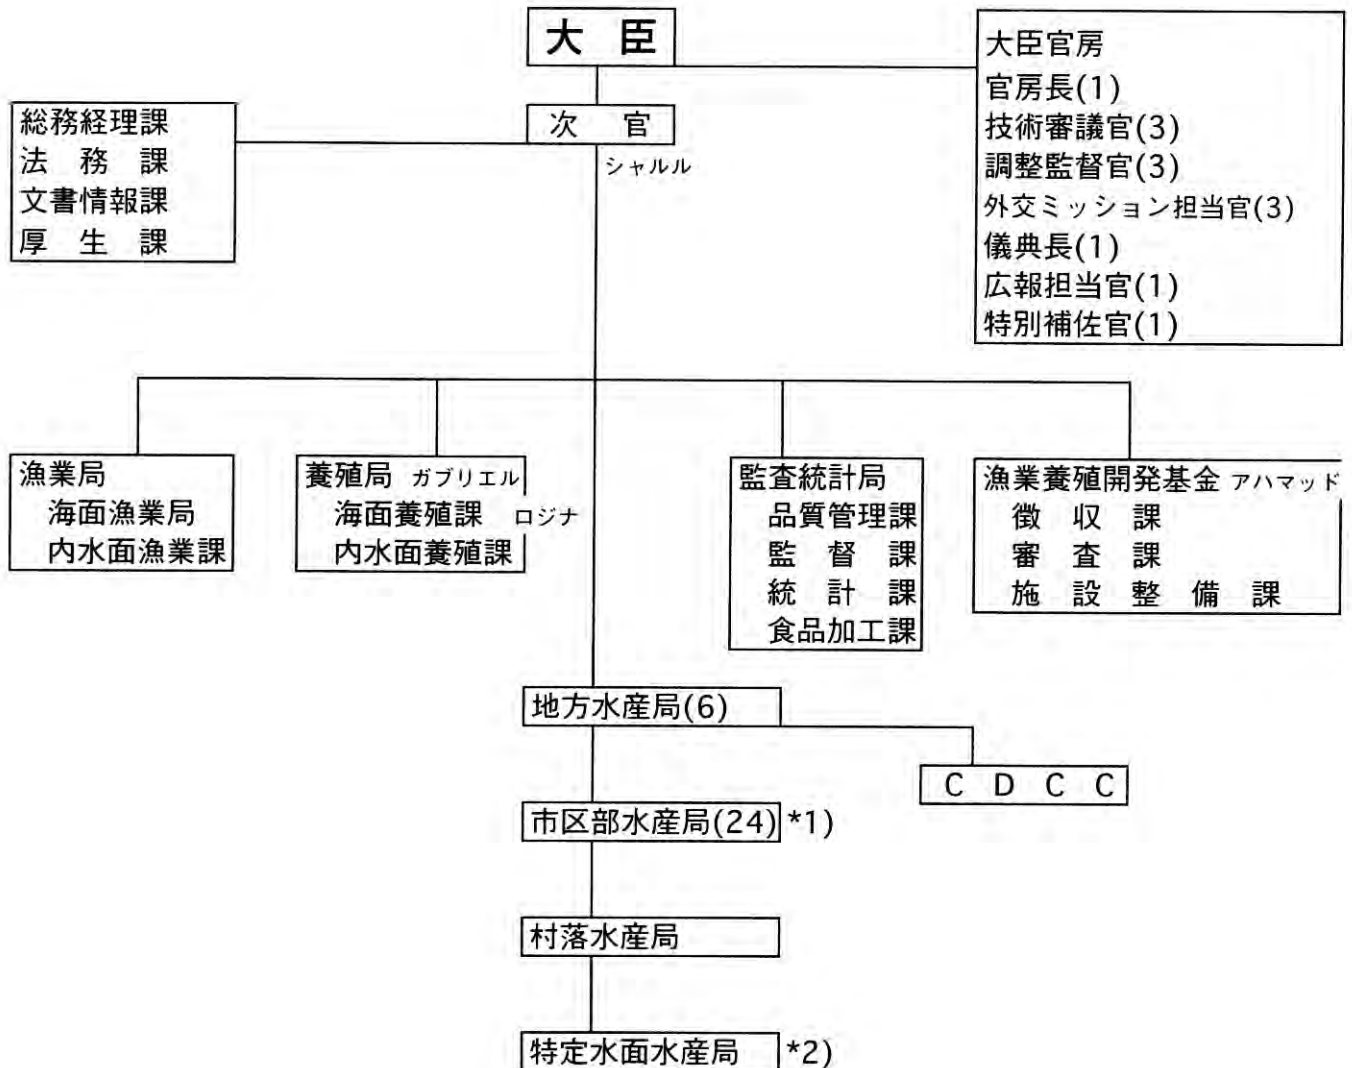 大 臣
大臣官房
官房長(1)
技術審議官(3)
調整監督官(3)
外交ミッション担当官(3)
儀典長(1)
広報担当官(1)
特別補佐官(1)
次 官
シャルル
総務経理課
法 務 課
文書情報課
厚 生 課
漁業局
海面漁業局
内水面漁業課
養殖局 ガブリエル
海面養殖課 ロジナ
内水面養殖課
監査統計局
品質管理課
監 督 課
統 計 課
食品加工課
漁業養殖開発基金 アハマッド
徴 収 課
審 査 課
施 設 整 備 課
地方水産局(6)
C D C C
市区部水産局(24) *1)
村落水産局
特定水面水産局 *2)